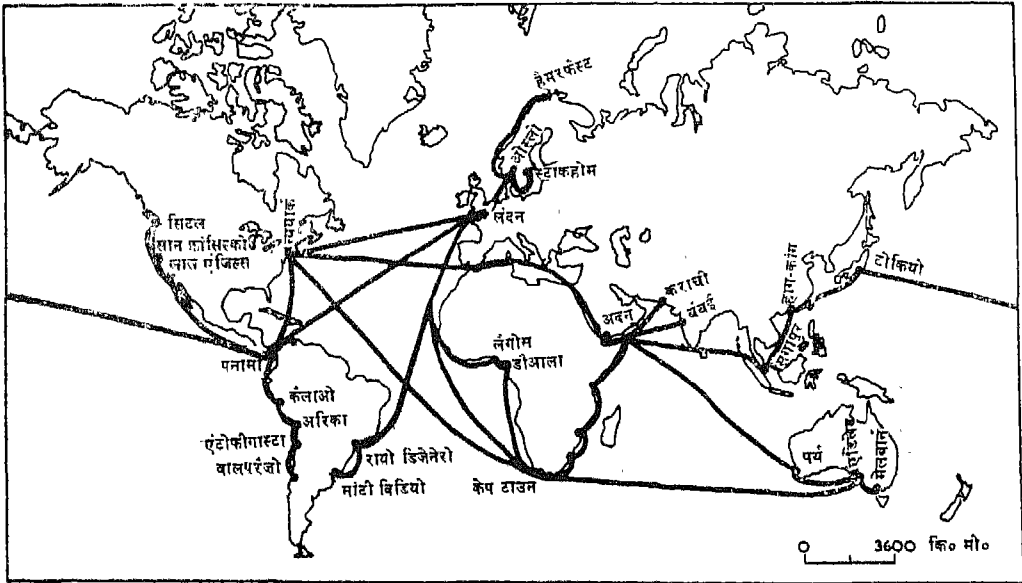 हैमरफेस्ट
ओस्लो
स्टाकहोम
लंदन
सिटल
सान फ्रांसिस्को
लास एंजिल्स
न्यूयार्क
टोकियो
हाग-कांग
कराची
बंबई
अदन
सिंगापुर
लैगोस
डीआला
पनामा
कैलाओ
अरिका
एंटोफीगास्टा
वालपरैजो
रायो डिजेनेरो
मांटी विडियो
केप टाउन
पर्थ
एडिलेड
मेलबार्न
0 3600 कि० मी०